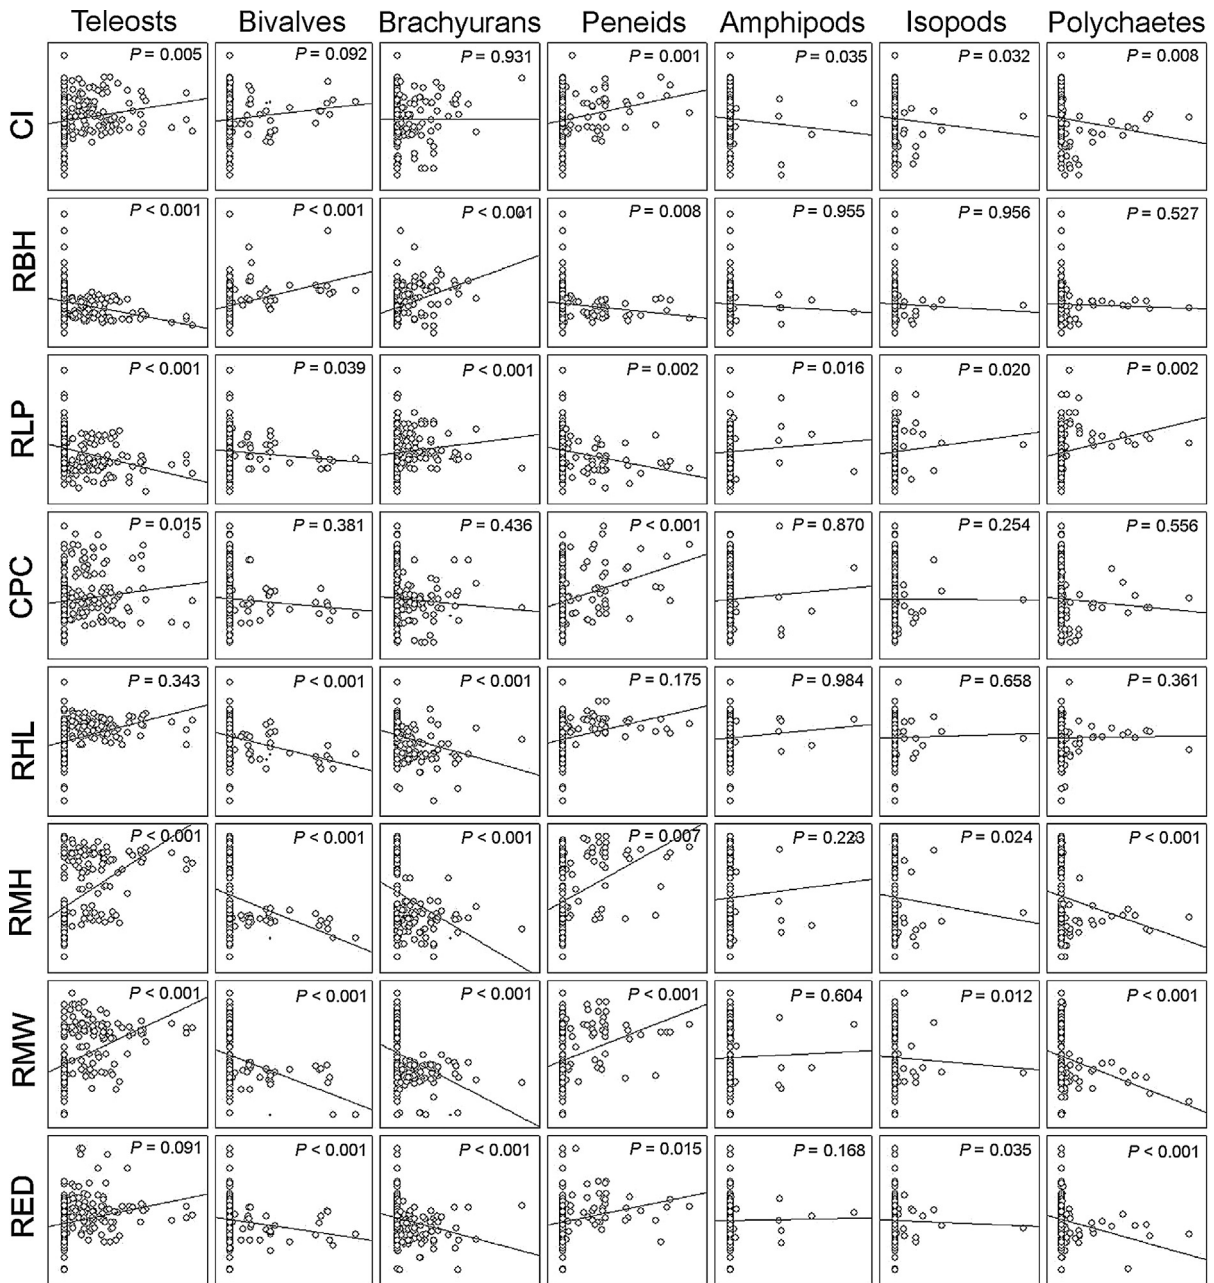 Teleosts Bivalves Brachyurans Peneids Amphipods Isopods Polychaetes
CI P = 0.005 P = 0.092 P = 0.931 P = 0.001 P = 0.035 P = 0.032 P = 0.008
RBH P < 0.001 P < 0.001 P < 0.001 P = 0.008 P = 0.955 P = 0.956 P = 0.527
RLP P < 0.001 P = 0.039 P < 0.001 P = 0.002 P = 0.016 P = 0.020 P = 0.002
CPC P = 0.015 P = 0.381 P = 0.436 P < 0.001 P = 0.870 P = 0.254 P = 0.556
RHL P = 0.343 P < 0.001 P < 0.001 P = 0.175 P = 0.984 P = 0.658 P = 0.361
RMH P < 0.001 P < 0.001 P < 0.001 P = 0.007 P = 0.223 P = 0.024 P < 0.001
RMW P < 0.001 P < 0.001 P < 0.001 P < 0.001 P = 0.604 P = 0.012 P < 0.001
RED P = 0.091 P < 0.001 P < 0.001 P = 0.015 P = 0.168 P = 0.035 P < 0.001